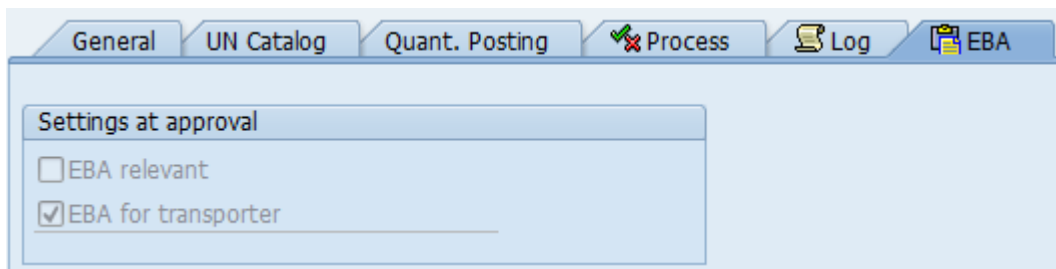 General UN Catalog Quant. Posting Process Log EBA
Settings at approval
EBA relevant
EBA for transporter